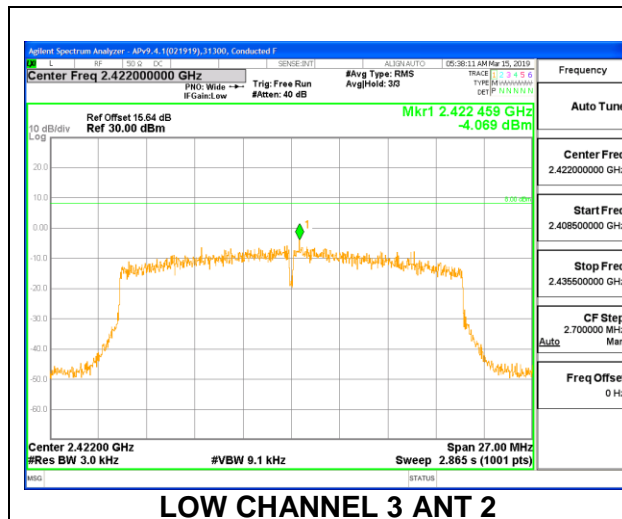 Agilent Spectrum Analyzer - APv9.4.1(021919),31300, Conducted F
L RF 50 Ω DC SENSE:INT ALIGNAUTO 05:38:11 AM Mar 15, 2019
Center Freq 2.422000000 GHz
PNO: Wide
IFGain:Low
Trig: Free Run
#Atten: 40 dB
#Avg Type: RMS
Avg|Hold: 3/3
TRACE 1 2 3 4 5 6
TYPE M
DET P N N N N N
Frequency
Auto Tune
Ref Offset 15.64 dB
Ref 30.00 dBm
10 dB/div
Log
Mkr1 2.422 459 GHz
-4.069 dBm
Center Freq
2.422000000 GHz
Start Freq
2.408500000 GHz
Stop Freq
2.435500000 GHz
CF Step
2.700000 MHz
Auto Man
Freq Offset
0 Hz
20.0
10.0
0.00
-10.0
-20.0
-30.0
-40.0
-50.0
-60.0
1
Center 2.42200 GHz
Span 27.00 MHz
#Res BW 3.0 kHz
#VBW 9.1 kHz
Sweep 2.865 s (1001 pts)
MSG
STATUS
LOW CHANNEL 3 ANT 2